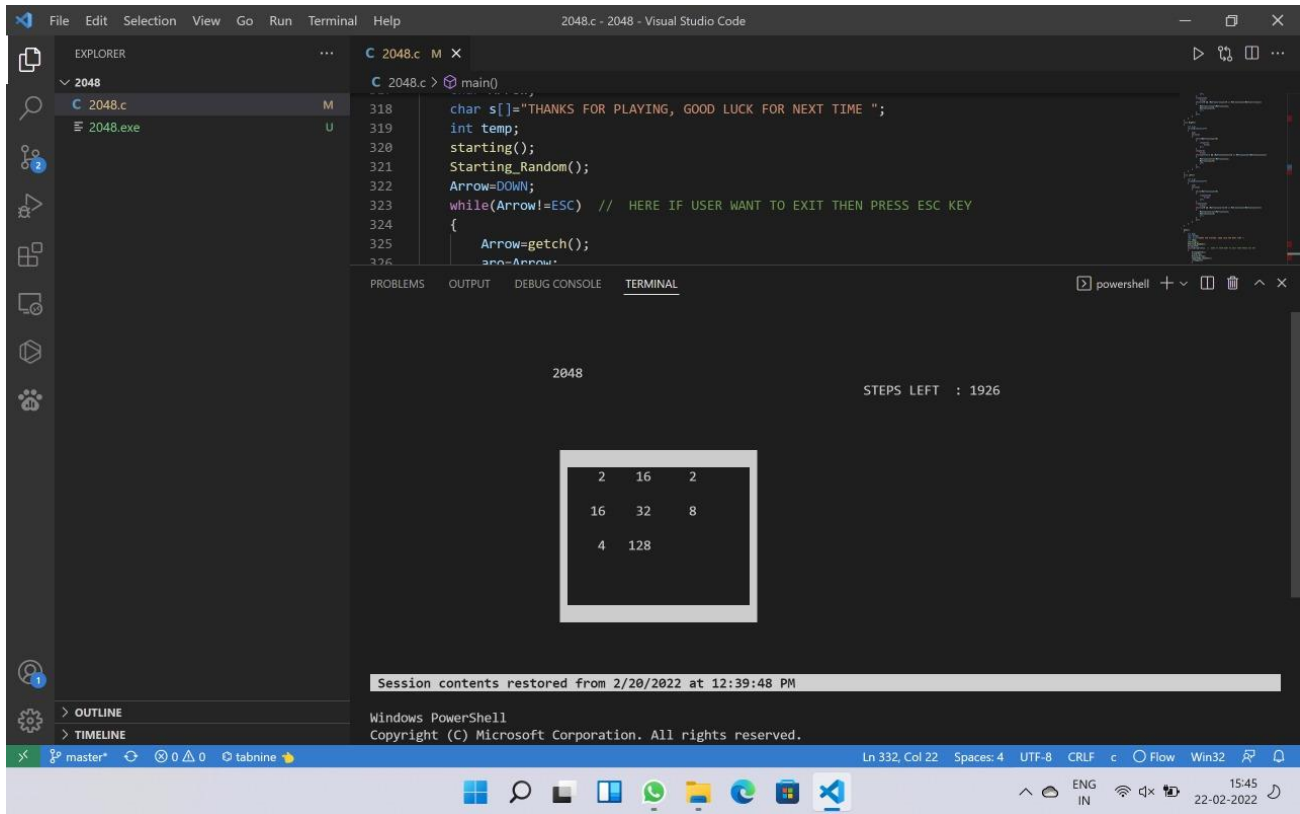 File Edit Selection View Go Run Terminal Help
2048.c - 2048 - Visual Studio Code
EXPLORER
2048
C 2048.c M
2048.exe U
OUTLINE
TIMELINE
C 2048.c M
C 2048.c > main()
318 char s[]="THANKS FOR PLAYING, GOOD LUCK FOR NEXT TIME ";
319 int temp;
320 starting();
321 Starting_Random();
322 Arrow=DOWN;
323 while(Arrow!=ESC) // HERE IF USER WANT TO EXIT THEN PRESS ESC KEY
324 {
325 Arrow=getch();
326 aro=Arrow;
PROBLEMS OUTPUT DEBUG CONSOLE TERMINAL
powershell
2048
STEPS LEFT : 1926
2 16 2
16 32 8
4 128
Session contents restored from 2/20/2022 at 12:39:48 PM
Windows PowerShell
Copyright (C) Microsoft Corporation. All rights reserved.
2
1
master* 0 0 tabnine
Ln 332, Col 22 Spaces: 4 UTF-8 CRLF c Flow Win32
ENG
IN
15:45
22-02-2022